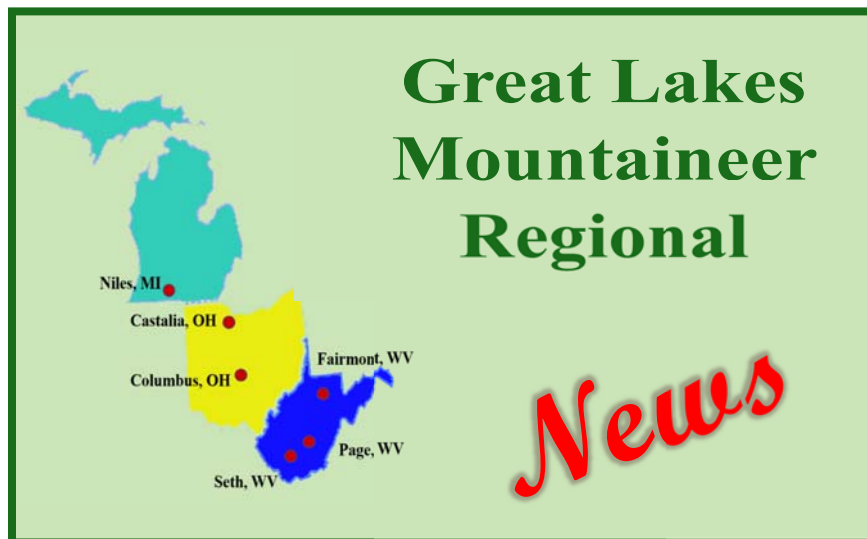 Great Lakes
Mountaineer
Regional
News
Niles, MI
Castalia, OH
Columbus, OH
Fairmont, WV
Page, WV
Seth, WV